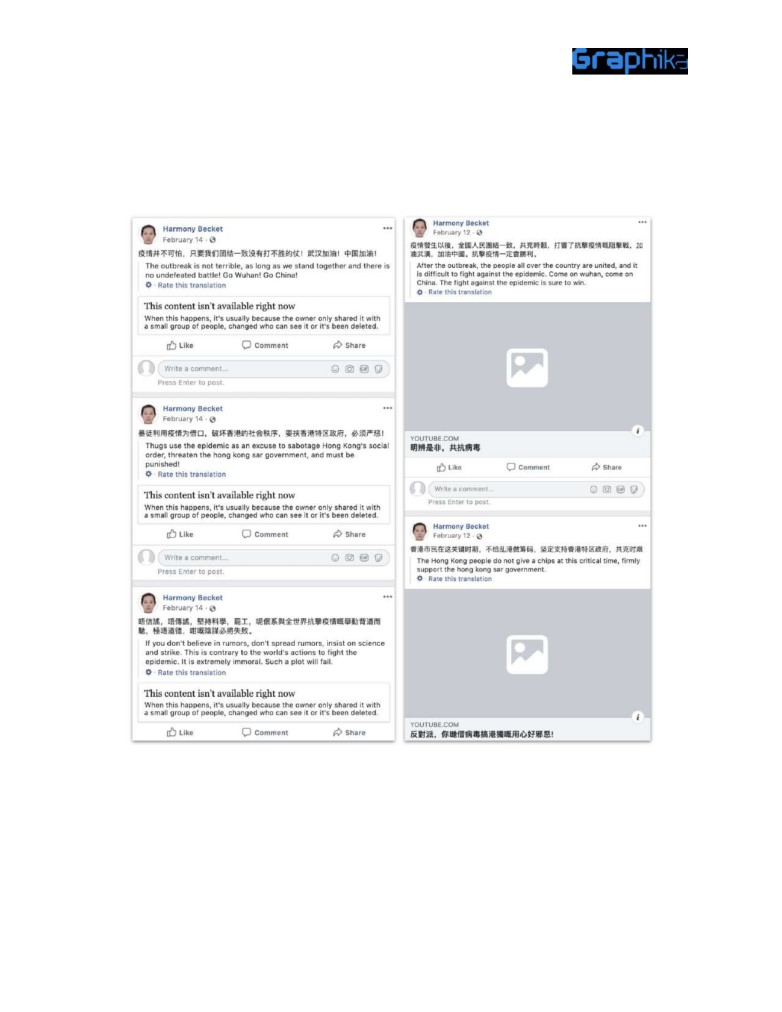 Graphika
Harmony Becket
February 14 ·
疫情并不可怕，只要我们团结一致没有打不胜的仗！武汉加油！中国加油！
The outbreak is not terrible, as long as we stand together and there is
no undefeated battle! Go Wuhan! Go China!
· Rate this translation
This content isn't available right now
When this happens, it's usually because the owner only shared it with
a small group of people, changed who can see it or it's been deleted.
Like
Comment
Share
Write a comment...
GIF
Press Enter to post.
Harmony Becket
February 14 ·
暴徒利用疫情为借口，破坏香港的社会秩序，要挟香港特区政府，必须严惩！
Thugs use the epidemic as an excuse to sabotage Hong Kong's social
order, threaten the hong kong sar government, and must be
punished!
· Rate this translation
This content isn't available right now
When this happens, it's usually because the owner only shared it with
a small group of people, changed who can see it or it's been deleted.
Like
Comment
Share
Write a comment...
GIF
Press Enter to post.
Harmony Becket
February 14 ·
唔信謠，唔傳謠，堅持科學，罷工，呢個系與全世界抗擊疫情嘅舉動背道而
馳，極唔道德，咁嘅陰謀必將失敗。
If you don't believe in rumors, don't spread rumors, insist on science
and strike. This is contrary to the world's actions to fight the
epidemic. It is extremely immoral. Such a plot will fail.
· Rate this translation
This content isn't available right now
When this happens, it's usually because the owner only shared it with
a small group of people, changed who can see it or it's been deleted.
Like
Comment
Share
Harmony Becket
February 12 ·
疫情發生以後，全國人民團結一致，共克時艱，打響了抗擊疫情嘅阻擊戰，加
油武漢，加油中國。抗擊疫情一定會勝利。
After the outbreak, the people all over the country are united, and it
is difficult to fight against the epidemic. Come on wuhan, come on
China. The fight against the epidemic is sure to win.
· Rate this translation
YOUTUBE.COM
明辨是非，共抗病毒
Like
Comment
Share
Write a comment...
GIF
Press Enter to post.
Harmony Becket
February 12 ·
香港市民在这关键时期，不给乱港做筹码，坚定支持香港特区政府，共克时艰
The Hong Kong people do not give a chips at this critical time, firmly
support the hong kong sar government.
· Rate this translation
YOUTUBE.COM
反對派，你哋借病毒搞港獨嘅用心好邪惡!